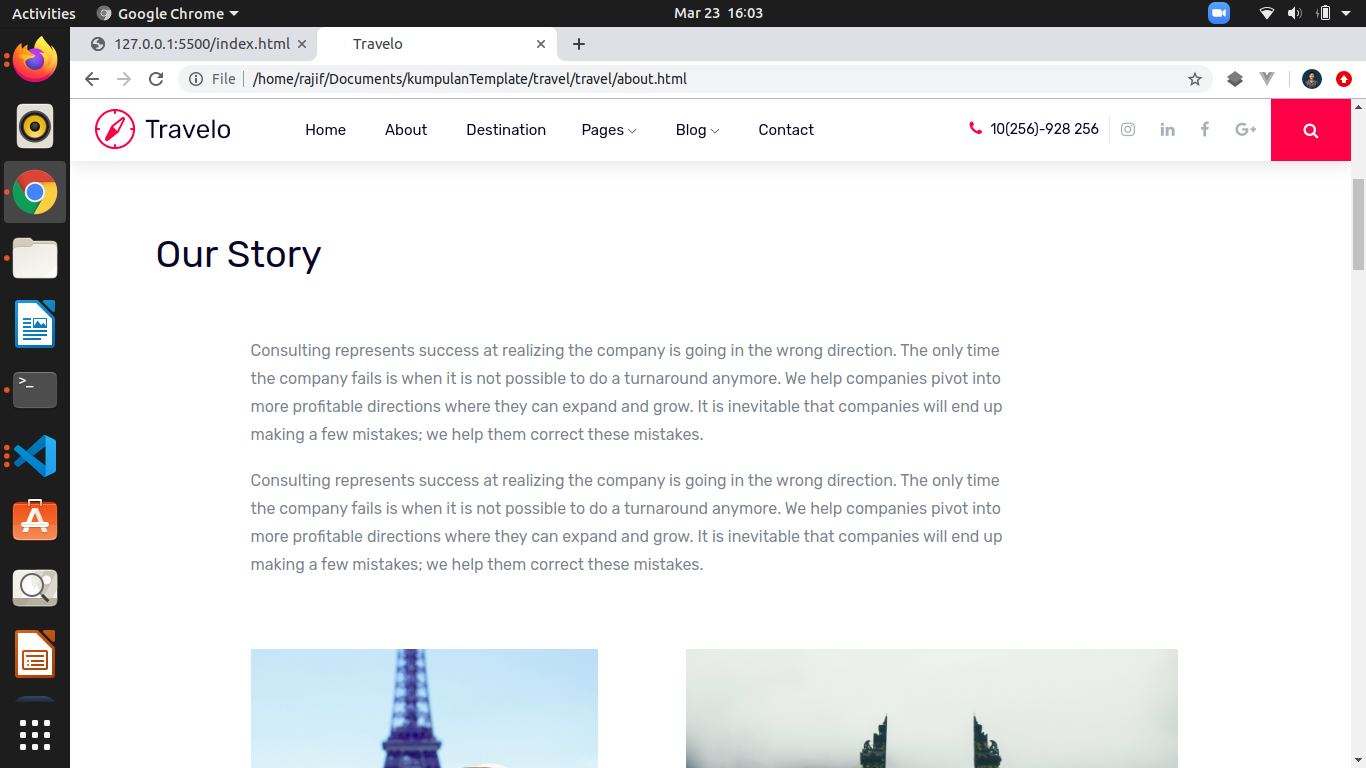 Activities Google Chrome Mar 23 16:03
127.0.0.1:5500/index.html Travelo
File /home/rajif/Documents/kumpulanTemplate/travel/travel/about.html
Travelo Home About Destination Pages Blog Contact 10(256)-928 256
Our Story
Consulting represents success at realizing the company is going in the wrong direction. The only time
the company fails is when it is not possible to do a turnaround anymore. We help companies pivot into
more profitable directions where they can expand and grow. It is inevitable that companies will end up
making a few mistakes; we help them correct these mistakes.
Consulting represents success at realizing the company is going in the wrong direction. The only time
the company fails is when it is not possible to do a turnaround anymore. We help companies pivot into
more profitable directions where they can expand and grow. It is inevitable that companies will end up
making a few mistakes; we help them correct these mistakes.